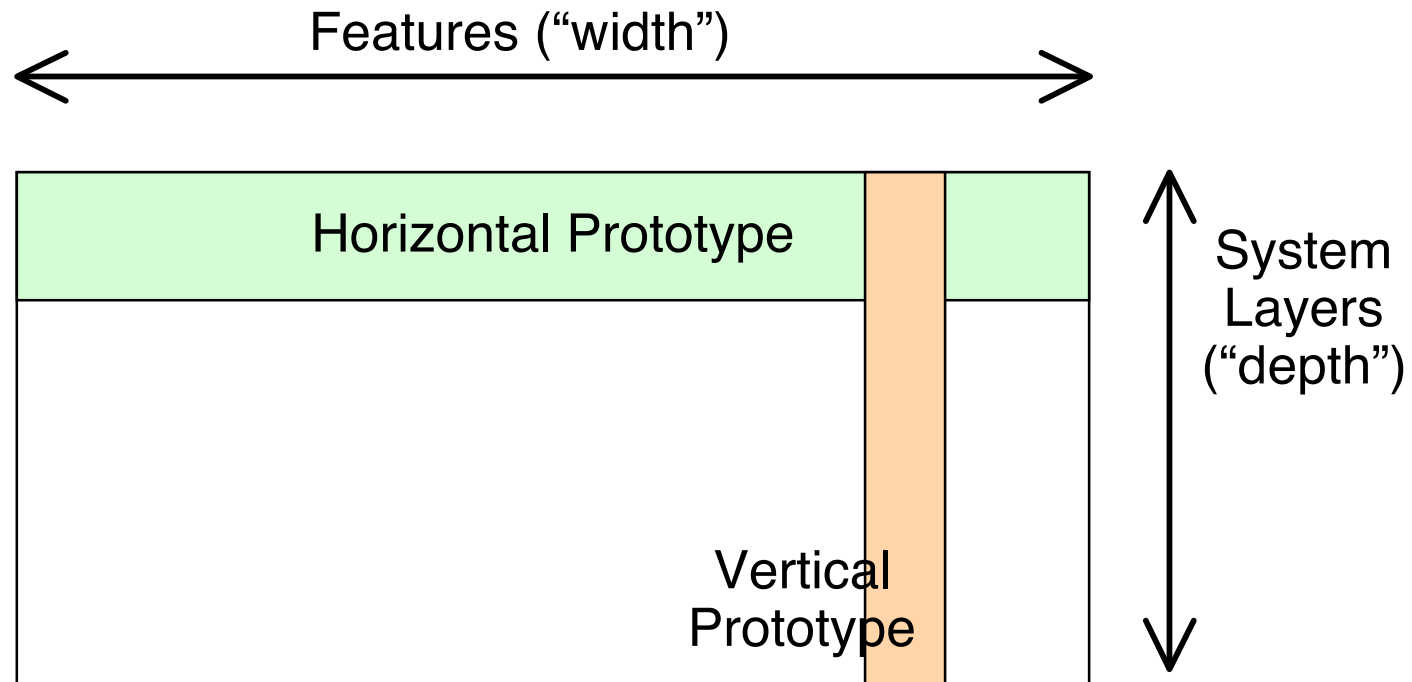 Features (“width”)
Horizontal Prototype
System
Layers
(“depth”)
Vertical
Prototype